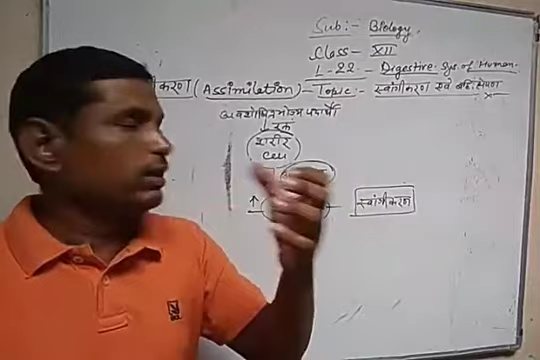 Sub:- Biology
Class- XII
L-22 - Digestive Sys. of Human
(Assimilation) - Topic:- स्वांगीकरण एवं बहिःक्षेपण
अवशोषित भोज्य पदार्थो
↓ रक्त
शरीर
Cell
↑
स्वांगीकरण